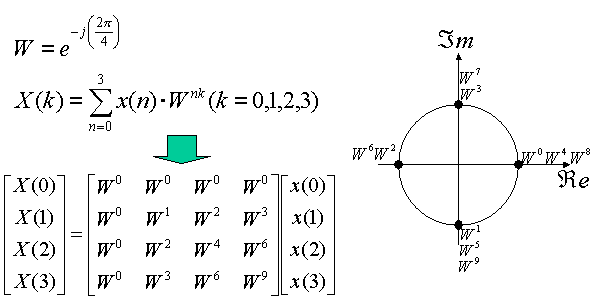 W = e^{-j(2π/4)}
X(k) = ∑_{n=0}^{3} x(n)·W^{nk} (k = 0,1,2,3)
[X(0)] = [W^0 W^0 W^0 W^0] [x(0)]
[X(1)] = [W^0 W^1 W^2 W^3] [x(1)]
[X(2)] = [W^0 W^2 W^4 W^6] [x(2)]
[X(3)] = [W^0 W^3 W^6 W^9] [x(3)]
ℑm
W^7
W^3
W^6 W^2
W^0 W^4 W^8
ℜe
W^1
W^5
W^9